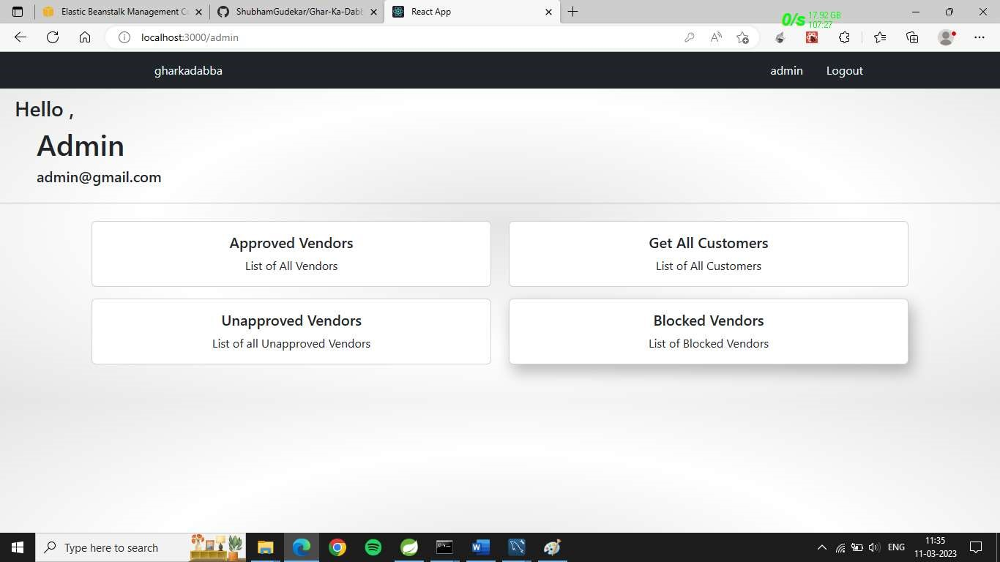 Elastic Beanstalk Management Co
ShubhamGudekar/Ghar-Ka-Dabb
React App
0/s 17.92 GB
107:27
localhost:3000/admin
gharkadabba
admin
Logout
Hello ,
Admin
admin@gmail.com
Approved Vendors
List of All Vendors
Get All Customers
List of All Customers
Unapproved Vendors
List of all Unapproved Vendors
Blocked Vendors
List of Blocked Vendors
Type here to search
ENG
11:35
11-03-2023